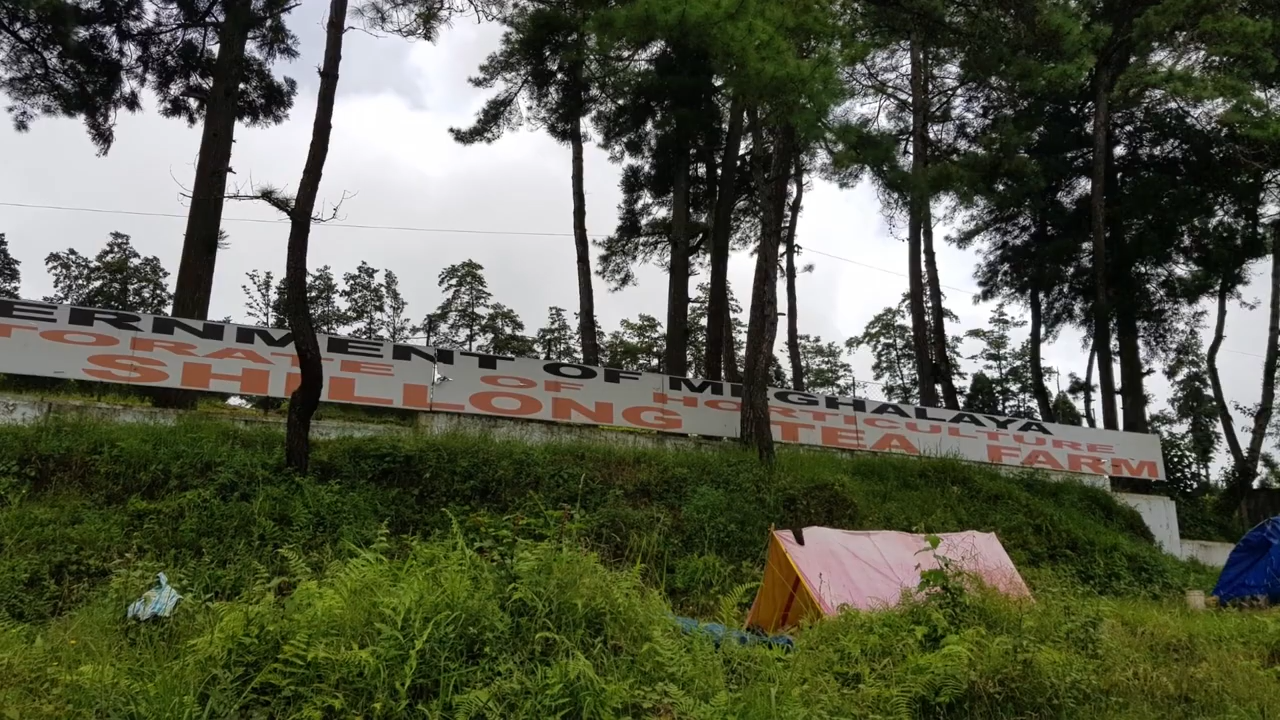 ERNMENT OF MEGHALAYA
TORATE OF HORTICULTURE
SHILLONG TEA FARM